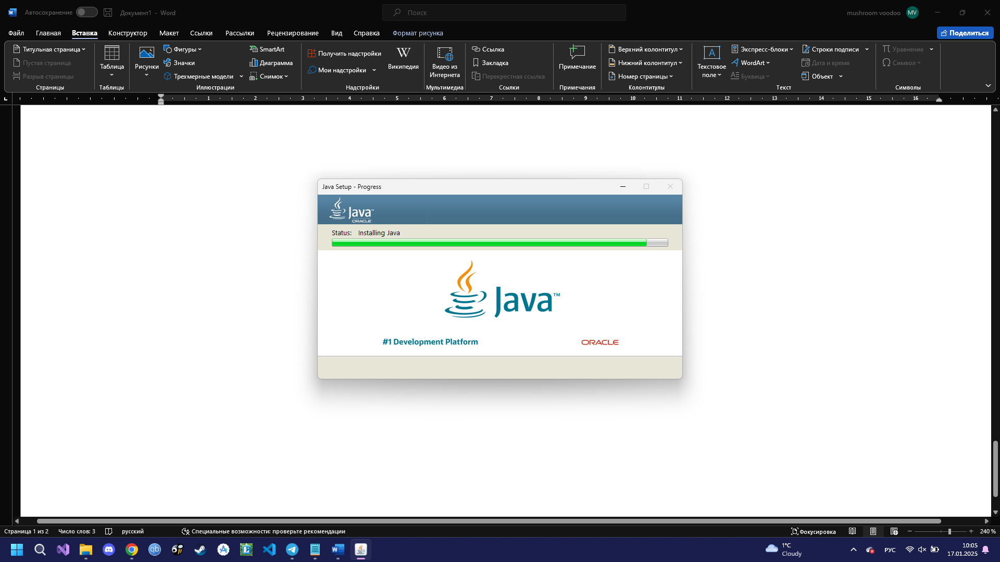 Автосохранение
Документ1 - Word
Поиск
mushroom voodoo
MV
Файл Главная Вставка Конструктор Макет Ссылки Рассылки Рецензирование Вид Справка Формат рисунка
Поделиться
Титульная страница
Пустая страница
Разрыв страницы
Страницы
Таблица
Таблицы
Рисунки
Фигуры
Значки
Трехмерные модели
SmartArt
Диаграмма
Снимок
Иллюстрации
Получить надстройки
Мои надстройки
Википедия
Надстройки
Видео из
Интернета
Мультимедиа
Ссылка
Закладка
Перекрестная ссылка
Ссылки
Примечание
Примечания
Верхний колонтитул
Нижний колонтитул
Номер страницы
Колонтитулы
Текстовое
поле
Экспресс-блоки
WordArt
Буквица
Строки подписи
Дата и время
Объект
Текст
Уравнение
Символ
Символы
1 2 3 4 5 6 7 8 9 10 11 12 13 14 15 16
Java Setup - Progress
Java™
ORACLE
Status: Installing Java
Java™
#1 Development Platform
ORACLE
Страница 1 из 2 Число слов: 3 русский Специальные возможности: проверьте рекомендации
Фокусировка
240 %
1°C
Cloudy
РУС
10:05
17.01.2025